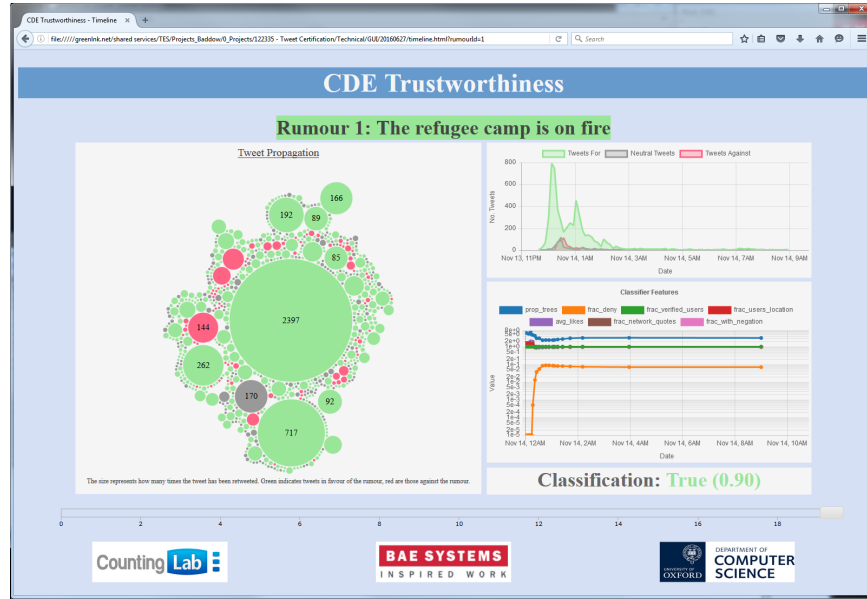 CDE Trustworthiness - Timeline
file://///greenlnk.net/shared services/TES/Projects_Baddow/0_Projects/122335 - Tweet Certification/Technical/GUI/20160627/timeline.html?rumourId=1
Search
CDE Trustworthiness
Rumour 1: The refugee camp is on fire
Tweet Propagation
166
192
89
85
2397
144
262
170
92
717
The size represents how many times the tweet has been retweeted. Green indicates tweets in favour of the rumour, red are those against the rumour.
Tweets For Neutral Tweets Tweets Against
800
600
400
200
0
No. Tweets
Nov 13, 11PM Nov 14, 1AM Nov 14, 3AM Nov 14, 5AM Nov 14, 7AM Nov 14, 9AM
Date
Classifier Features
prop_trees frac_deny frac_verified_users frac_users_location
avg_likes frac_network_quotes frac_with_negation
Value
Nov 14, 12AM Nov 14, 2AM Nov 14, 4AM Nov 14, 6AM Nov 14, 8AM Nov 14, 10AM
Date
Classification: True (0.90)
0 2 4 6 8 10 12 14 16 18
Counting Lab
BAE SYSTEMS
INSPIRED WORK
UNIVERSITY OF
OXFORD
DEPARTMENT OF
COMPUTER
SCIENCE